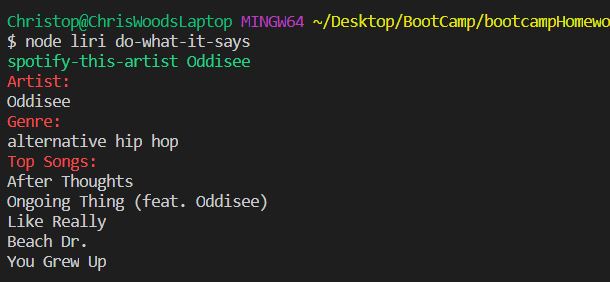 Christop@ChrisWoodsLaptop MINGW64 ~/Desktop/BootCamp/bootcampHomewo
$ node liri do-what-it-says
spotify-this-artist Oddisee
Artist:
Oddisee
Genre:
alternative hip hop
Top Songs:
After Thoughts
Ongoing Thing (feat. Oddisee)
Like Really
Beach Dr.
You Grew Up